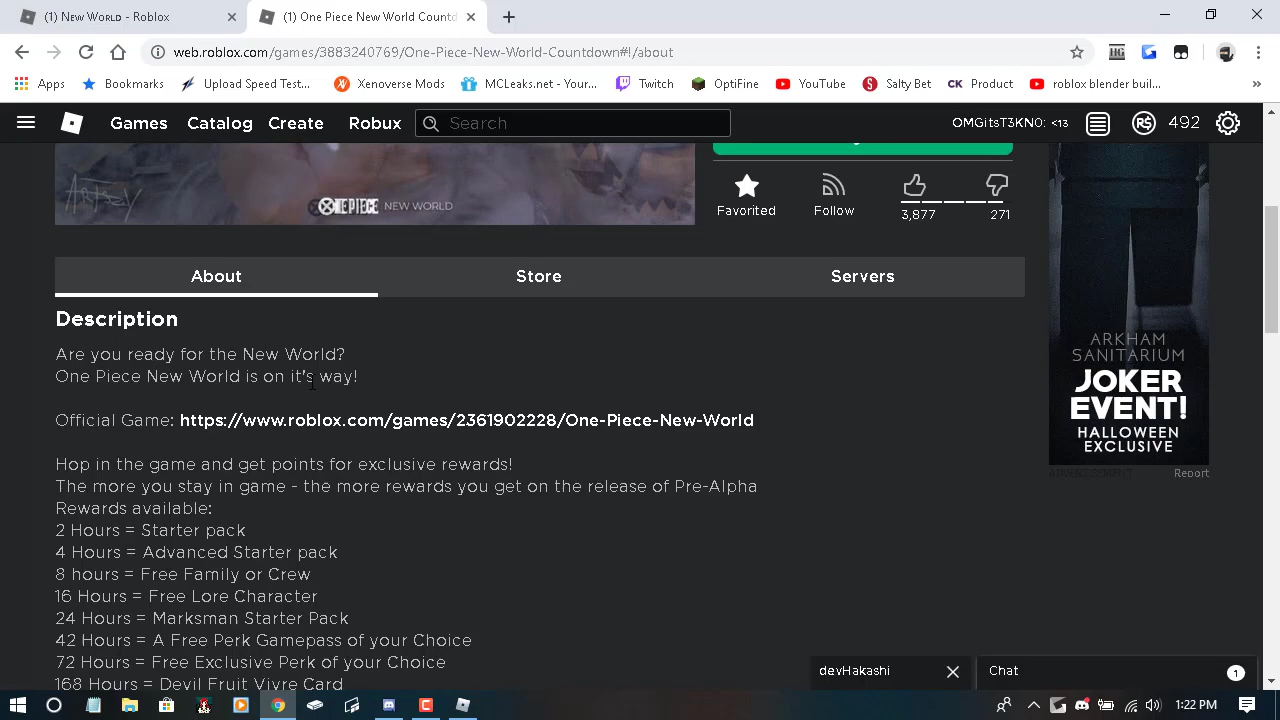 (1) New World - Roblox
(1) One Piece New World Countd
web.roblox.com/games/3883240769/One-Piece-New-World-Countdown#!/about
Apps
Bookmarks
Upload Speed Test...
Xenoverse Mods
MCLeaks.net - Your...
Twitch
OptiFine
YouTube
Salty Bet
CK Product
roblox blender buil...
»
Games
Catalog
Create
Robux
Search
OMGitsT3KN0: <13
R$
492
ONEPIECE NEW WORLD
Favorited
Follow
3,877
271
About
Store
Servers
Description
Are you ready for the New World?
One Piece New World is on it's way!
Official Game: https://www.roblox.com/games/2361902228/One-Piece-New-World
Hop in the game and get points for exclusive rewards!
The more you stay in game - the more rewards you get on the release of Pre-Alpha
Rewards available:
2 Hours = Starter pack
4 Hours = Advanced Starter pack
8 hours = Free Family or Crew
16 Hours = Free Lore Character
24 Hours = Marksman Starter Pack
42 Hours = A Free Perk Gamepass of your Choice
72 Hours = Free Exclusive Perk of your Choice
168 Hours = Devil Fruit Vivre Card
ARKHAM
SANITARIUM
JOKER
EVENT!
HALLOWEEN
EXCLUSIVE
ADVERTISEMENT
Report
devHakashi
Chat
1
1:22 PM